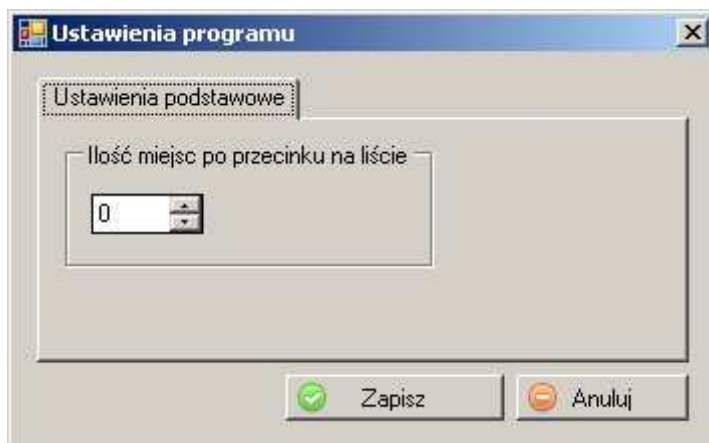 Ustawienia programu
Ustawienia podstawowe
Ilość miejsc po przecinku na liście
0
Zapisz
Anuluj